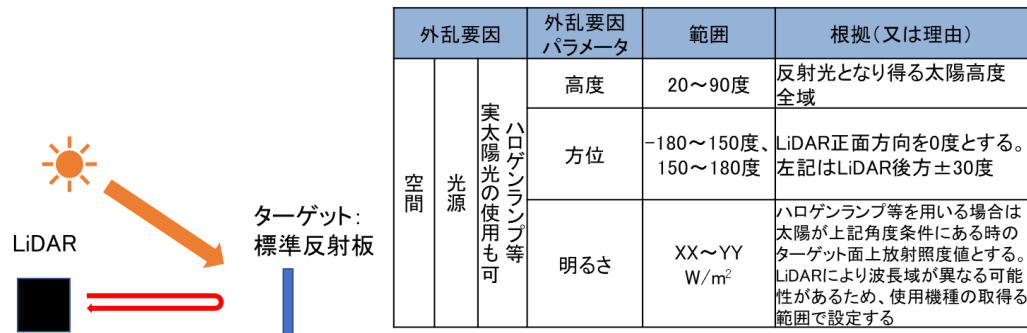 LiDAR
ターゲット：
標準反射板
外乱要因
外乱要因
パラメータ
範囲
根拠（又は理由）
空間
光源
ハロゲンランプ等
実太陽光の使用も可
高度
20～90度
反射光となり得る太陽高度
全域
方位
-180～150度、
150～180度
LiDAR正面方向を0度とする。
左記はLiDAR後方±30度
明るさ
XX～YY
W/m²
ハロゲンランプ等を用いる場合は
太陽が上記角度条件にある時の
ターゲット面上放射照度値とする。
LiDARにより波長域が異なる可能
性があるため、使用機種の取得る
範囲で設定する